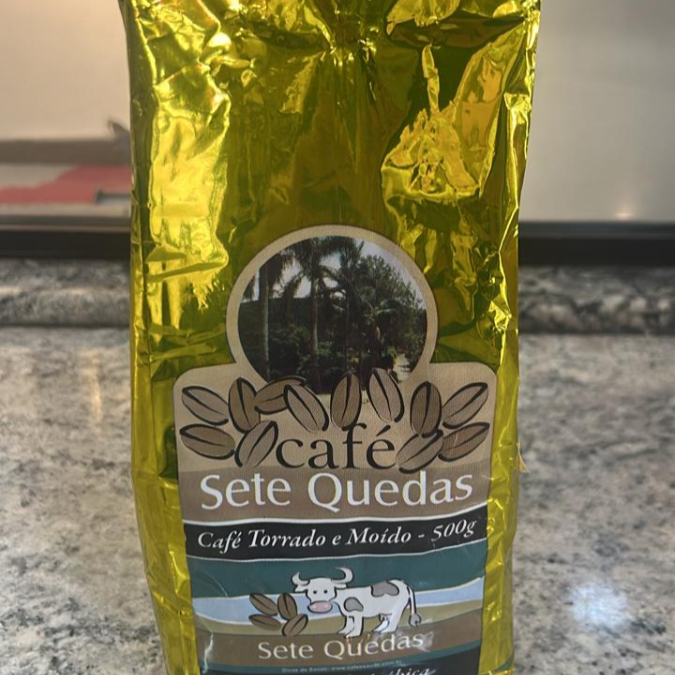 café
Sete Quedas
Café Torrado e Moído - 500g
Sete Quedas